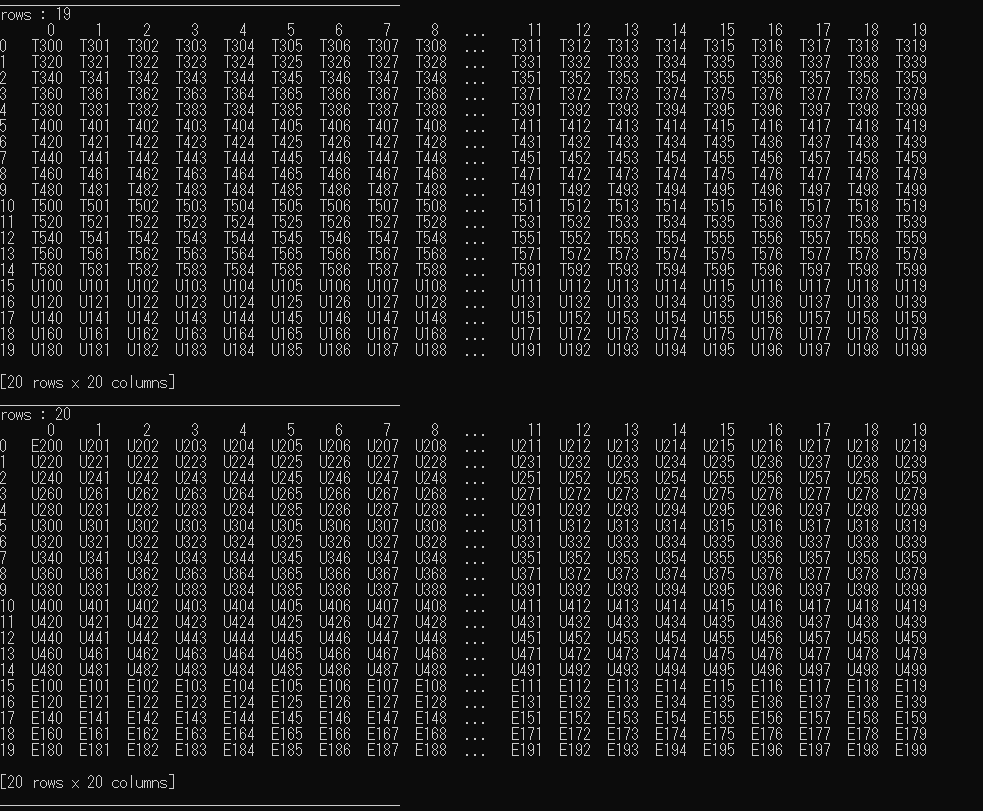 rows : 19
0 1 2 3 4 5 6 7 8 ... 11 12 13 14 15 16 17 18 19
0 T300 T301 T302 T303 T304 T305 T306 T307 T308 ... T311 T312 T313 T314 T315 T316 T317 T318 T319
1 T320 T321 T322 T323 T324 T325 T326 T327 T328 ... T331 T332 T333 T334 T335 T336 T337 T338 T339
2 T340 T341 T342 T343 T344 T345 T346 T347 T348 ... T351 T352 T353 T354 T355 T356 T357 T358 T359
3 T360 T361 T362 T363 T364 T365 T366 T367 T368 ... T371 T372 T373 T374 T375 T376 T377 T378 T379
4 T380 T381 T382 T383 T384 T385 T386 T387 T388 ... T391 T392 T393 T394 T395 T396 T397 T398 T399
5 T400 T401 T402 T403 T404 T405 T406 T407 T408 ... T411 T412 T413 T414 T415 T416 T417 T418 T419
6 T420 T421 T422 T423 T424 T425 T426 T427 T428 ... T431 T432 T433 T434 T435 T436 T437 T438 T439
7 T440 T441 T442 T443 T444 T445 T446 T447 T448 ... T451 T452 T453 T454 T455 T456 T457 T458 T459
8 T460 T461 T462 T463 T464 T465 T466 T467 T468 ... T471 T472 T473 T474 T475 T476 T477 T478 T479
9 T480 T481 T482 T483 T484 T485 T486 T487 T488 ... T491 T492 T493 T494 T495 T496 T497 T498 T499
10 T500 T501 T502 T503 T504 T505 T506 T507 T508 ... T511 T512 T513 T514 T515 T516 T517 T518 T519
11 T520 T521 T522 T523 T524 T525 T526 T527 T528 ... T531 T532 T533 T534 T535 T536 T537 T538 T539
12 T540 T541 T542 T543 T544 T545 T546 T547 T548 ... T551 T552 T553 T554 T555 T556 T557 T558 T559
13 T560 T561 T562 T563 T564 T565 T566 T567 T568 ... T571 T572 T573 T574 T575 T576 T577 T578 T579
14 T580 T581 T582 T583 T584 T585 T586 T587 T588 ... T591 T592 T593 T594 T595 T596 T597 T598 T599
15 U100 U101 U102 U103 U104 U105 U106 U107 U108 ... U111 U112 U113 U114 U115 U116 U117 U118 U119
16 U120 U121 U122 U123 U124 U125 U126 U127 U128 ... U131 U132 U133 U134 U135 U136 U137 U138 U139
17 U140 U141 U142 U143 U144 U145 U146 U147 U148 ... U151 U152 U153 U154 U155 U156 U157 U158 U159
18 U160 U161 U162 U163 U164 U165 U166 U167 U168 ... U171 U172 U173 U174 U175 U176 U177 U178 U179
19 U180 U181 U182 U183 U184 U185 U186 U187 U188 ... U191 U192 U193 U194 U195 U196 U197 U198 U199
[20 rows x 20 columns]
rows : 20
0 1 2 3 4 5 6 7 8 ... 11 12 13 14 15 16 17 18 19
0 E200 U201 U202 U203 U204 U205 U206 U207 U208 ... U211 U212 U213 U214 U215 U216 U217 U218 U219
1 U220 U221 U222 U223 U224 U225 U226 U227 U228 ... U231 U232 U233 U234 U235 U236 U237 U238 U239
2 U240 U241 U242 U243 U244 U245 U246 U247 U248 ... U251 U252 U253 U254 U255 U256 U257 U258 U259
3 U260 U261 U262 U263 U264 U265 U266 U267 U268 ... U271 U272 U273 U274 U275 U276 U277 U278 U279
4 U280 U281 U282 U283 U284 U285 U286 U287 U288 ... U291 U292 U293 U294 U295 U296 U297 U298 U299
5 U300 U301 U302 U303 U304 U305 U306 U307 U308 ... U311 U312 U313 U314 U315 U316 U317 U318 U319
6 U320 U321 U322 U323 U324 U325 U326 U327 U328 ... U331 U332 U333 U334 U335 U336 U337 U338 U339
7 U340 U341 U342 U343 U344 U345 U346 U347 U348 ... U351 U352 U353 U354 U355 U356 U357 U358 U359
8 U360 U361 U362 U363 U364 U365 U366 U367 U368 ... U371 U372 U373 U374 U375 U376 U377 U378 U379
9 U380 U381 U382 U383 U384 U385 U386 U387 U388 ... U391 U392 U393 U394 U395 U396 U397 U398 U399
10 U400 U401 U402 U403 U404 U405 U406 U407 U408 ... U411 U412 U413 U414 U415 U416 U417 U418 U419
11 U420 U421 U422 U423 U424 U425 U426 U427 U428 ... U431 U432 U433 U434 U435 U436 U437 U438 U439
12 U440 U441 U442 U443 U444 U445 U446 U447 U448 ... U451 U452 U453 U454 U455 U456 U457 U458 U459
13 U460 U461 U462 U463 U464 U465 U466 U467 U468 ... U471 U472 U473 U474 U475 U476 U477 U478 U479
14 U480 U481 U482 U483 U484 U485 U486 U487 U488 ... U491 U492 U493 U494 U495 U496 U497 U498 U499
15 E100 E101 E102 E103 E104 E105 E106 E107 E108 ... E111 E112 E113 E114 E115 E116 E117 E118 E119
16 E120 E121 E122 E123 E124 E125 E126 E127 E128 ... E131 E132 E133 E134 E135 E136 E137 E138 E139
17 E140 E141 E142 E143 E144 E145 E146 E147 E148 ... E151 E152 E153 E154 E155 E156 E157 E158 E159
18 E160 E161 E162 E163 E164 E165 E166 E167 E168 ... E171 E172 E173 E174 E175 E176 E177 E178 E179
19 E180 E181 E182 E183 E184 E185 E186 E187 E188 ... E191 E192 E193 E194 E195 E196 E197 E198 E199
[20 rows x 20 columns]